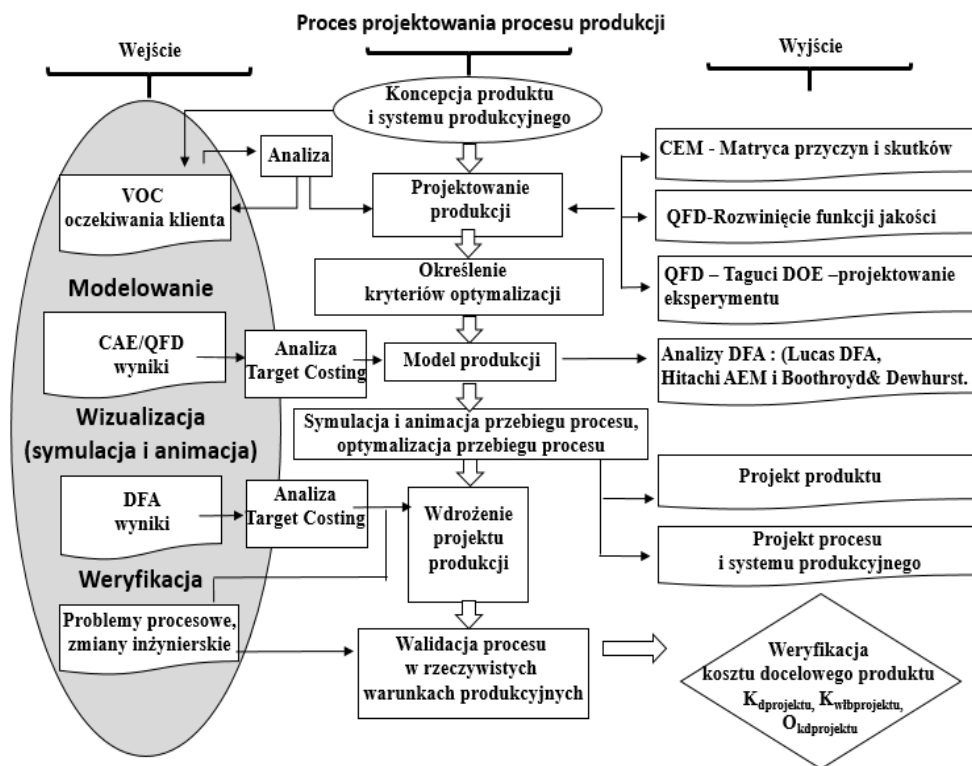 Proces projektowania procesu produkcji
Wejście
Wyjście
Koncepcja produktu
i systemu produkcyjnego
Analiza
VOC
oczekiwania klienta
Projektowanie
produkcji
CEM - Matryca przyczyn i skutków
QFD-Rozwinięcie funkcji jakości
QFD – Taguci DOE –projektowanie
eksperymentu
Określenie
kryteriów optymalizacji
Modelowanie
CAE/QFD
wyniki
Analiza
Target Costing
Model produkcji
Analizy DFA : (Lucas DFA,
Hitachi AEM i Boothroyd& Dewhurst.
Wizualizacja
(symulacja i animacja)
Symulacja i animacja przebiegu procesu,
optymalizacja przebiegu procesu
DFA
wyniki
Analiza
Target Costing
Wdrożenie
projektu
produkcji
Projekt produktu
Projekt procesu
i systemu produkcyjnego
Weryfikacja
Problemy procesowe,
zmiany inżynierskie
Walidacja procesu
w rzeczywistych
warunkach produkcyjnych
Weryfikacja
kosztu docelowego produktu
Kdprojektu, Kwłbprojektu,
Okdprojektu